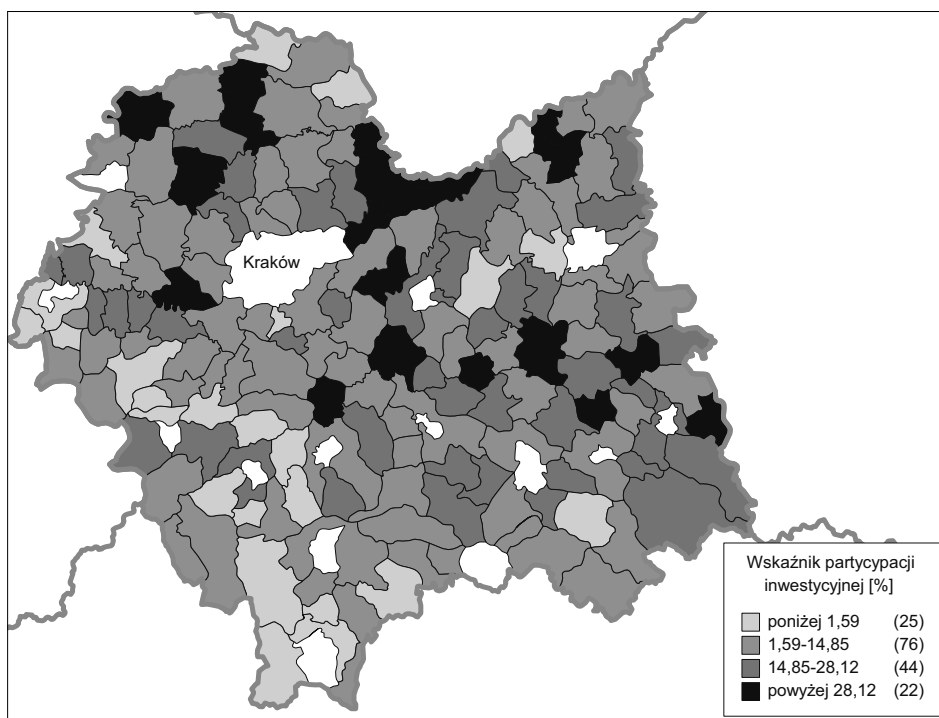 Kraków
Wskaźnik partycypacji
inwestycyjnej [%]
poniżej 1,59 (25)
1,59-14,85 (76)
14,85-28,12 (44)
powyżej 28,12 (22)